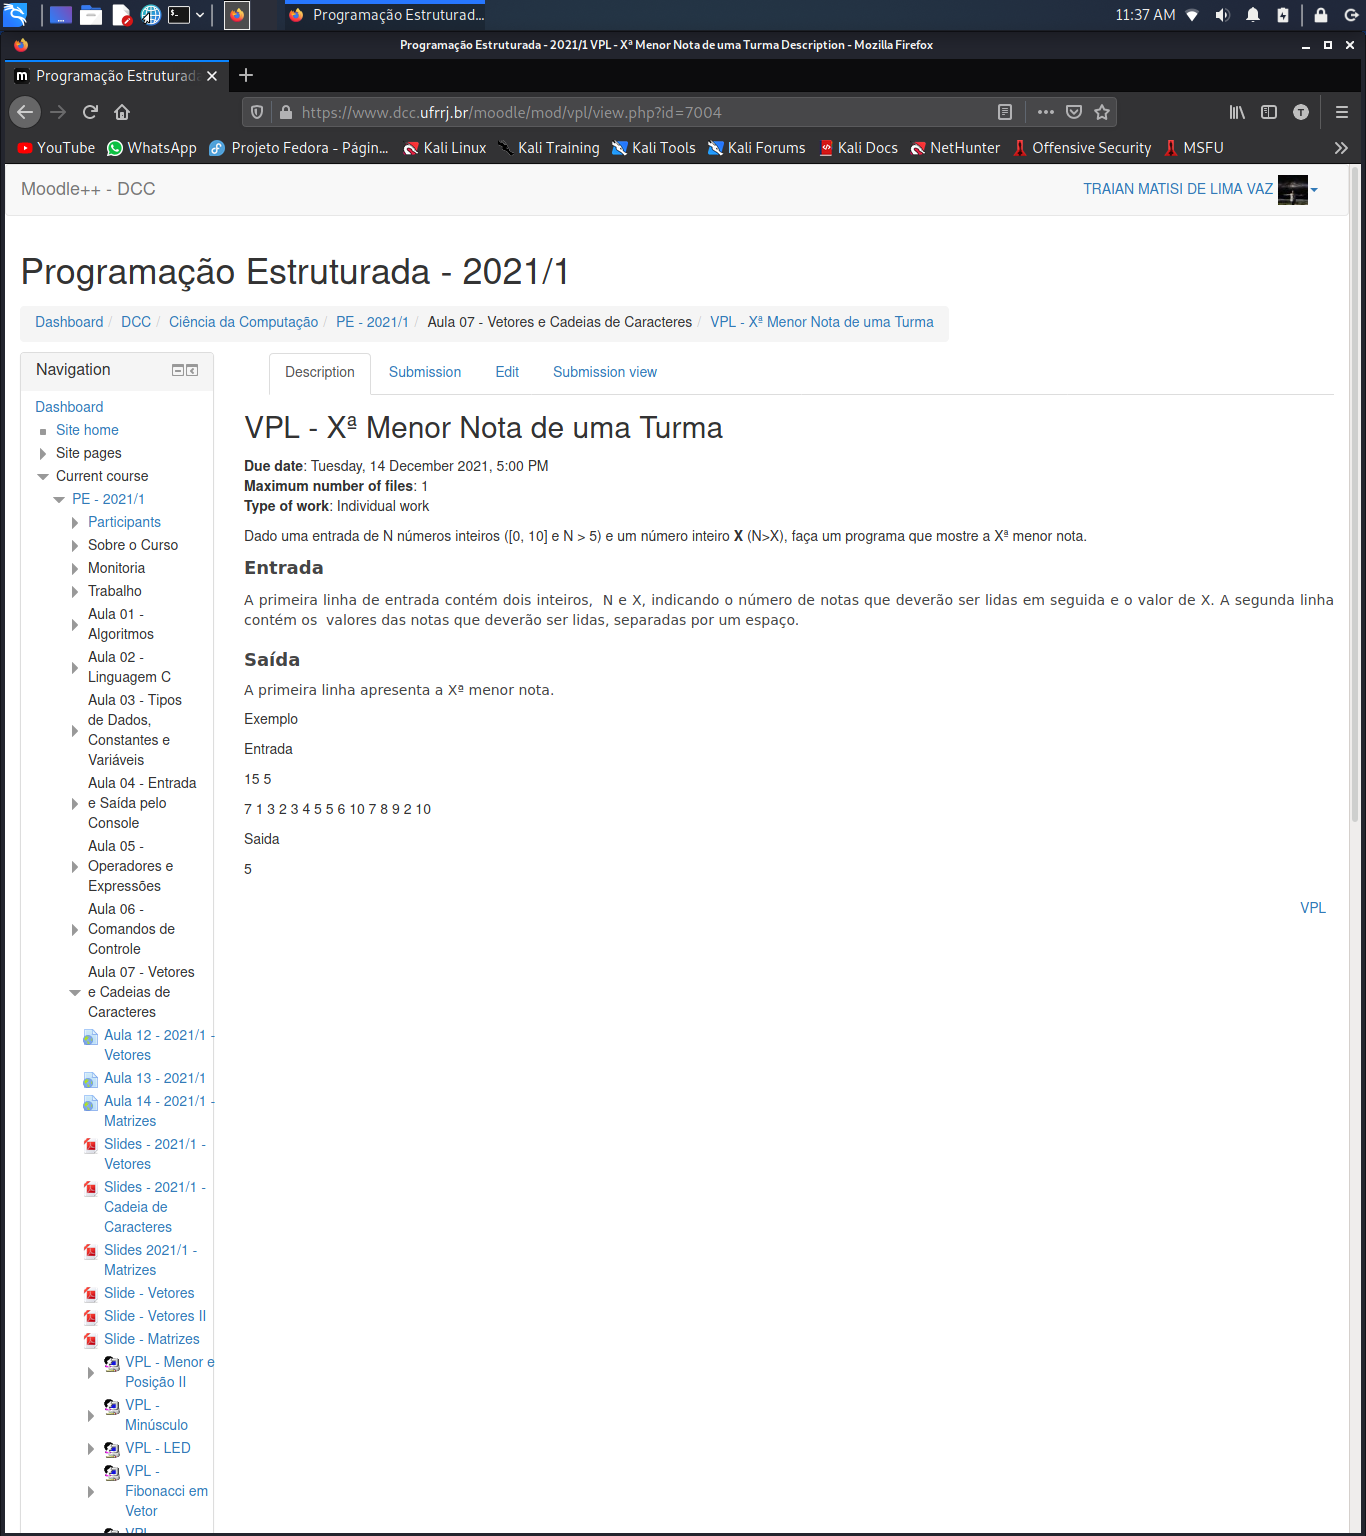 Programação Estruturad...
11:37 AM
Programação Estruturada - 2021/1 VPL - Xª Menor Nota de uma Turma Description - Mozilla Firefox
Programação Estruturad
https://www.dcc.ufrrj.br/moodle/mod/vpl/view.php?id=7004
YouTube WhatsApp Projeto Fedora - Págin... Kali Linux Kali Training Kali Tools Kali Forums Kali Docs NetHunter Offensive Security MSFU
Moodle++ - DCC
TRAIAN MATISI DE LIMA VAZ
Programação Estruturada - 2021/1
Dashboard / DCC / Ciência da Computação / PE - 2021/1 / Aula 07 - Vetores e Cadeias de Caracteres / VPL - Xª Menor Nota de uma Turma
Navigation
Dashboard
Site home
Site pages
Current course
PE - 2021/1
Participants
Sobre o Curso
Monitoria
Trabalho
Aula 01 -
Algoritmos
Aula 02 -
Linguagem C
Aula 03 - Tipos
de Dados,
Constantes e
Variáveis
Aula 04 - Entrada
e Saída pelo
Console
Aula 05 -
Operadores e
Expressões
Aula 06 -
Comandos de
Controle
Aula 07 - Vetores
e Cadeias de
Caracteres
Aula 12 - 2021/1 -
Vetores
Aula 13 - 2021/1
Aula 14 - 2021/1 -
Matrizes
Slides - 2021/1 -
Vetores
Slides - 2021/1 -
Cadeia de
Caracteres
Slides 2021/1 -
Matrizes
Slide - Vetores
Slide - Vetores II
Slide - Matrizes
VPL - Menor e
Posição II
VPL -
Minúsculo
VPL - LED
VPL -
Fibonacci em
Vetor
VPL
Description Submission Edit Submission view
VPL - Xª Menor Nota de uma Turma
Due date: Tuesday, 14 December 2021, 5:00 PM
Maximum number of files: 1
Type of work: Individual work
Dado uma entrada de N números inteiros ([0, 10] e N > 5) e um número inteiro X (N>X), faça um programa que mostre a Xª menor nota.
Entrada
A primeira linha de entrada contém dois inteiros, N e X, indicando o número de notas que deverão ser lidas em seguida e o valor de X. A segunda linha
contém os valores das notas que deverão ser lidas, separadas por um espaço.
Saída
A primeira linha apresenta a Xª menor nota.
Exemplo
Entrada
15 5
7 1 3 2 3 4 5 5 6 10 7 8 9 2 10
Saida
5
VPL